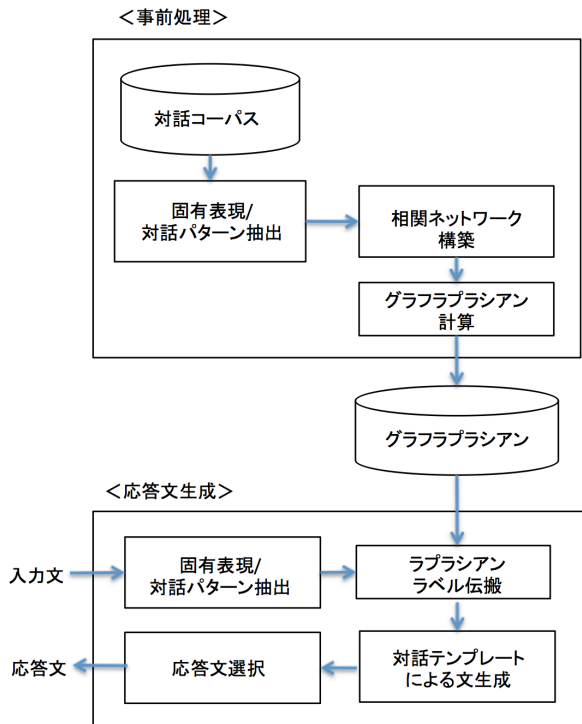 ＜事前処理＞
対話コーパス
固有表現/
対話パターン抽出
相関ネットワーク
構築
グラフラプラシアン
計算
グラフラプラシアン
＜応答文生成＞
入力文
固有表現/
対話パターン抽出
ラプラシアン
ラベル伝搬
対話テンプレート
による文生成
応答文選択
応答文